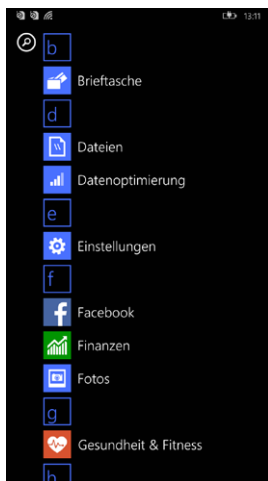 13:11
b
Brieftasche
d
Dateien
Datenoptimierung
e
Einstellungen
f
Facebook
Finanzen
Fotos
g
Gesundheit & Fitness
h